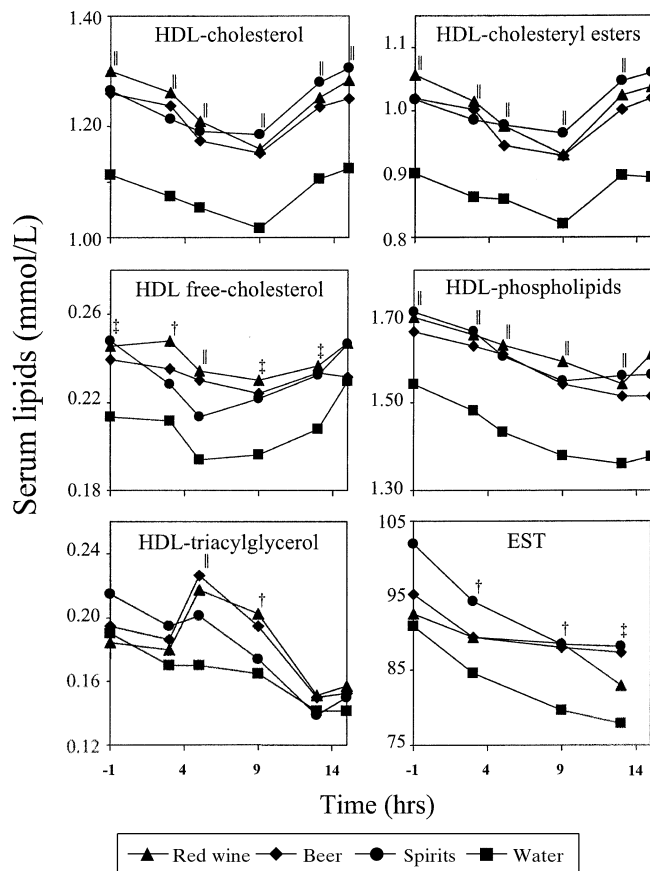 HDL-cholesterol
HDL-cholesteryl esters
1.40
1.20
1.00
‖ ‖ ‖ ‖ ‖ ‖
1.1
1.0
0.9
0.8
‖ ‖ ‖ ‖ ‖
HDL free-cholesterol
HDL-phospholipids
0.26
0.22
0.18
‡ † ‖ ‡ ‡
1.70
1.50
1.30
‖ ‖ ‖ ‖ ‖
HDL-triacylglycerol
EST
0.24
0.20
0.16
0.12
‖ †
105
95
85
75
† † ‡
-1 4 9 14
-1 4 9 14
Serum lipids (mmol/L)
Time (hrs)
Red wine Beer Spirits Water